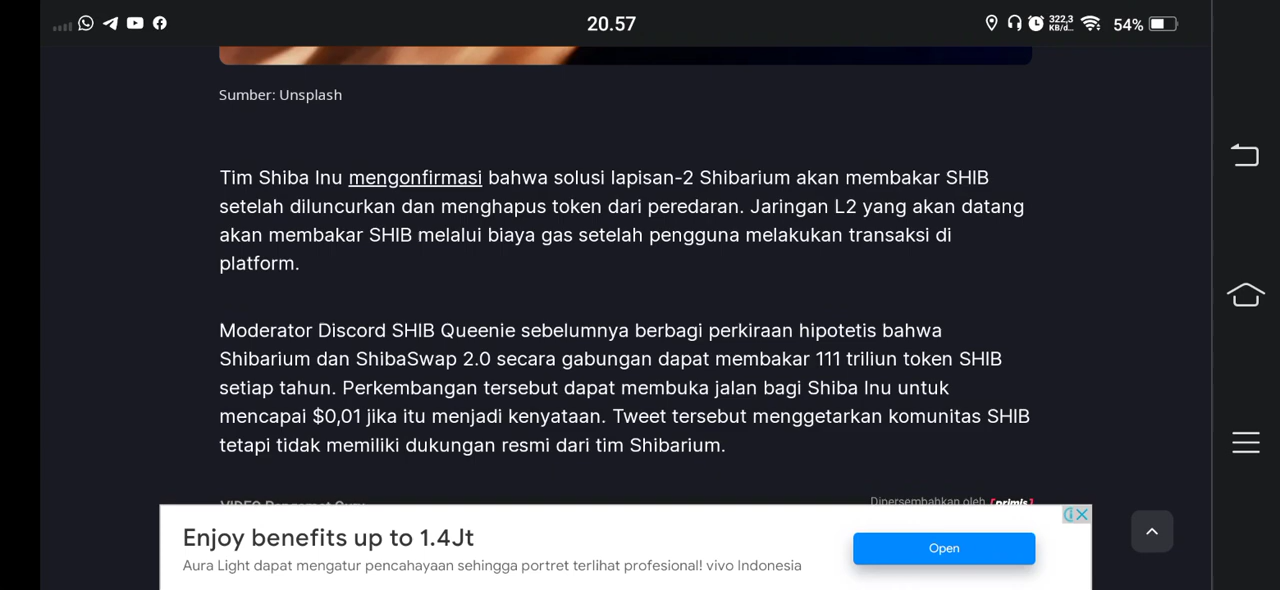 20.57
322,3
KB/d...
54%
Sumber: Unsplash
Tim Shiba Inu mengonfirmasi bahwa solusi lapisan-2 Shibarium akan membakar SHIB
setelah diluncurkan dan menghapus token dari peredaran. Jaringan L2 yang akan datang
akan membakar SHIB melalui biaya gas setelah pengguna melakukan transaksi di
platform.
Moderator Discord SHIB Queenie sebelumnya berbagi perkiraan hipotetis bahwa
Shibarium dan ShibaSwap 2.0 secara gabungan dapat membakar 111 triliun token SHIB
setiap tahun. Perkembangan tersebut dapat membuka jalan bagi Shiba Inu untuk
mencapai $0,01 jika itu menjadi kenyataan. Tweet tersebut menggetarkan komunitas SHIB
tetapi tidak memiliki dukungan resmi dari tim Shibarium.
VIDEO
Dipersembahkan oleh [primis]
Enjoy benefits up to 1.4Jt
Aura Light dapat mengatur pencahayaan sehingga portret terlihat profesional! vivo Indonesia
Open